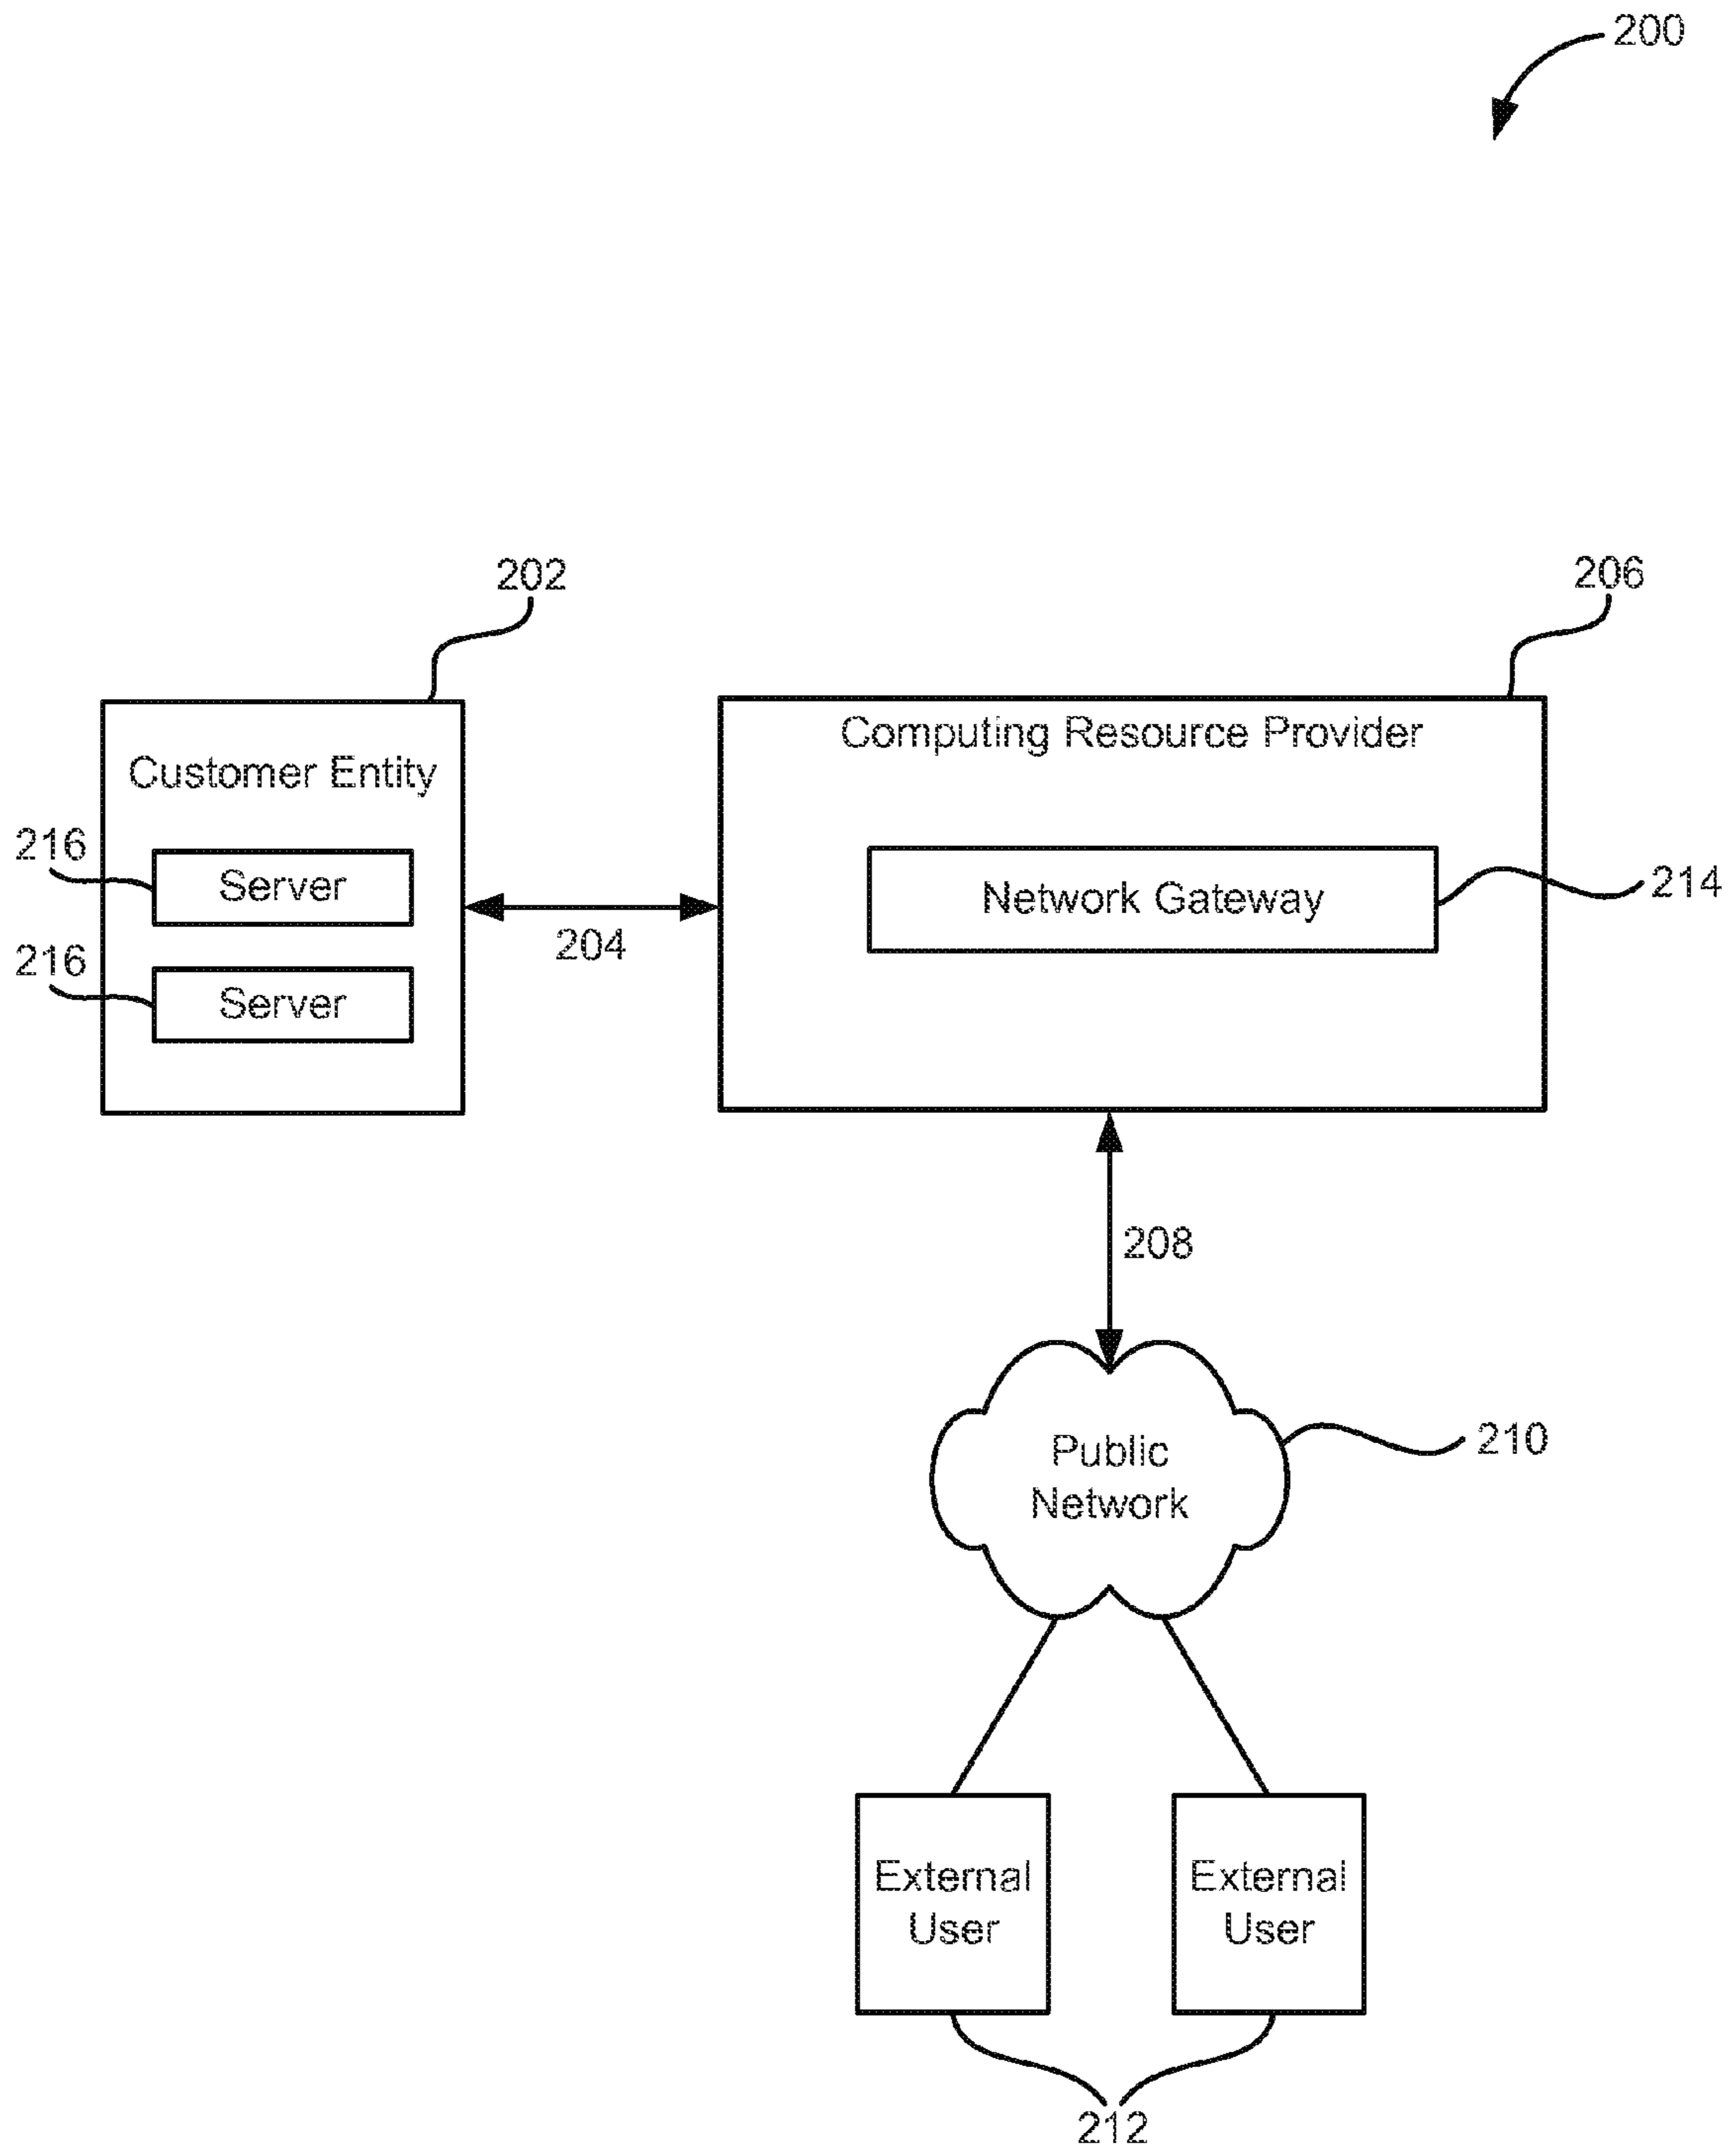 200
202
206
Customer Entity
Computing Resource Provider
216
Server
Network Gateway
214
204
216
Server
208
Public
Network
210
External
User
External
User
212